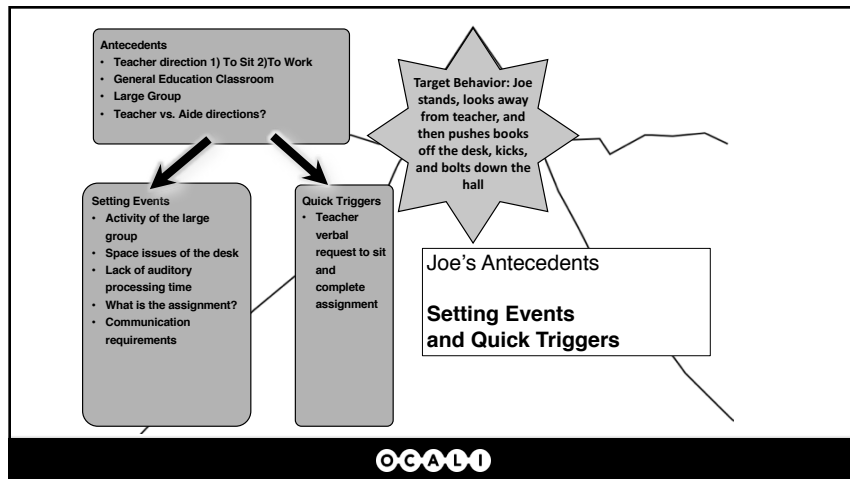 Antecedents
• Teacher direction 1) To Sit 2)To Work
• General Education Classroom
• Large Group
• Teacher vs. Aide directions?
Target Behavior: Joe
stands, looks away
from teacher, and
then pushes books
off the desk, kicks,
and bolts down the
hall
Setting Events
• Activity of the large
group
• Space issues of the desk
• Lack of auditory
processing time
• What is the assignment?
• Communication
requirements
Quick Triggers
• Teacher
verbal
request to sit
and
complete
assignment
Joe’s Antecedents
Setting Events
and Quick Triggers
OCALI